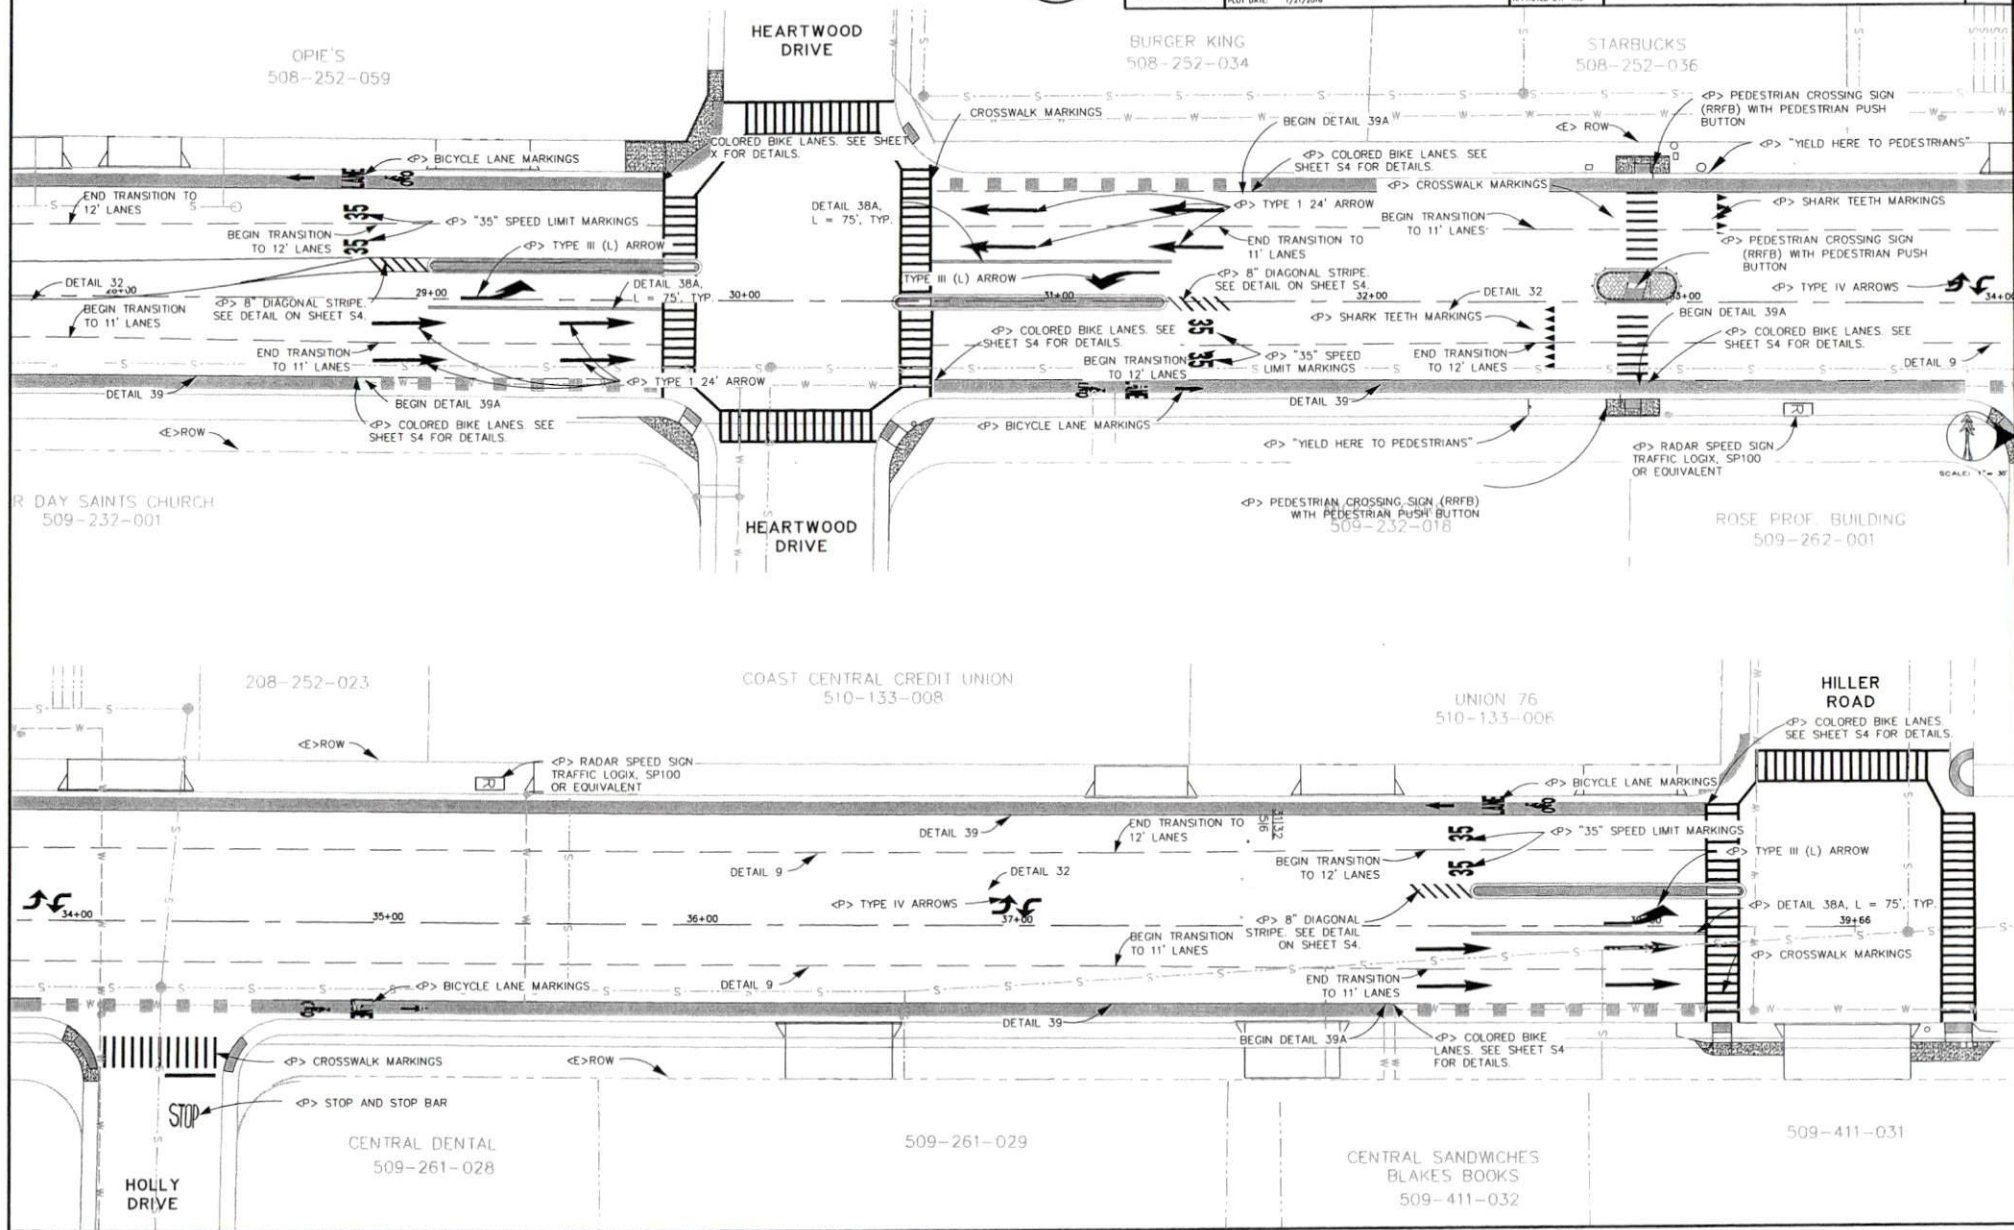 HEARTWOOD
DRIVE
OPIE'S
508-252-059
BURGER KING
508-252-034
STARBUCKS
508-252-036
<P> PEDESTRIAN CROSSING SIGN
(RRFB) WITH PEDESTRIAN PUSH
BUTTON
CROSSWALK MARKINGS
BEGIN DETAIL 39A
<E> ROW
<P> "YIELD HERE TO PEDESTRIANS"
COLORED BIKE LANES. SEE SHEET
X FOR DETAILS.
<P> BICYCLE LANE MARKINGS
LANE
<P> COLORED BIKE LANES. SEE
SHEET S4 FOR DETAILS.
<P> CROSSWALK MARKINGS
END TRANSITION TO
12' LANES
35
<P> "35" SPEED LIMIT MARKINGS
DETAIL 38A,
L = 75', TYP.
<P> TYPE 1 24' ARROW
BEGIN TRANSITION
TO 11' LANES
<P> SHARK TEETH MARKINGS
BEGIN TRANSITION
TO 12' LANES
35
<P> TYPE III (L) ARROW
END TRANSITION TO
11' LANES
<P> PEDESTRIAN CROSSING SIGN
(RRFB) WITH PEDESTRIAN PUSH
BUTTON
DETAIL 32
28+00
29+00
DETAIL 38A,
L = 75', TYP.
30+00
TYPE III (L) ARROW
31+00
<P> 8" DIAGONAL STRIPE.
SEE DETAIL ON SHEET S4.
32+00
DETAIL 32
33+00
<P> TYPE IV ARROWS
34+00
<P> 8" DIAGONAL STRIPE.
SEE DETAIL ON SHEET S4.
BEGIN TRANSITION
TO 11' LANES
<P> SHARK TEETH MARKINGS
BEGIN DETAIL 39A
<P> COLORED BIKE LANES. SEE
SHEET S4 FOR DETAILS.
35
35
<P> COLORED BIKE LANES. SEE
SHEET S4 FOR DETAILS.
END TRANSITION
TO 11' LANES
BEGIN TRANSITION
TO 12' LANES
<P> "35" SPEED
LIMIT MARKINGS
END TRANSITION
TO 12' LANES
DETAIL 9
DETAIL 39
<P> TYPE 1 24' ARROW
BEGIN DETAIL 39A
LANE
DETAIL 39
<P> COLORED BIKE LANES. SEE
SHEET S4 FOR DETAILS.
<E>ROW
<P> BICYCLE LANE MARKINGS
<P> "YIELD HERE TO PEDESTRIANS"
R
<P> RADAR SPEED SIGN
TRAFFIC LOGIX, SP100
OR EQUIVALENT
SCALE: 1"= 30'
R DAY SAINTS CHURCH
509-232-001
HEARTWOOD
DRIVE
<P> PEDESTRIAN CROSSING SIGN (RRFB)
WITH PEDESTRIAN PUSH BUTTON
509-232-018
ROSE PROF. BUILDING
509-262-001
208-252-023
COAST CENTRAL CREDIT UNION
510-133-008
UNION 76
510-133-006
HILLER
ROAD
<P> COLORED BIKE LANES.
SEE SHEET S4 FOR DETAILS.
<E>ROW
R
<P> RADAR SPEED SIGN
TRAFFIC LOGIX, SP100
OR EQUIVALENT
<P> BICYCLE LANE MARKINGS
LANE
DETAIL 39
END TRANSITION TO
12' LANES
35
<P> "35" SPEED LIMIT MARKINGS
DETAIL 9
BEGIN TRANSITION
TO 12' LANES
35
<P> TYPE III (L) ARROW
DETAIL 32
<P> TYPE IV ARROWS
34+00
35+00
36+00
37+00
<P> 8" DIAGONAL
STRIPE. SEE DETAIL
ON SHEET S4.
<P> DETAIL 38A, L = 75', TYP.
39+66
BEGIN TRANSITION
TO 11' LANES
<P> CROSSWALK MARKINGS
<P> BICYCLE LANE MARKINGS
DETAIL 9
END TRANSITION
TO 11' LANES
DETAIL 39
BEGIN DETAIL 39A
<P> COLORED BIKE
LANES. SEE SHEET S4
FOR DETAILS.
<P> CROSSWALK MARKINGS
<E>ROW
STOP
<P> STOP AND STOP BAR
CENTRAL DENTAL
509-261-028
509-261-029
CENTRAL SANDWICHES
BLAKES BOOKS
509-411-032
509-411-031
HOLLY
DRIVE